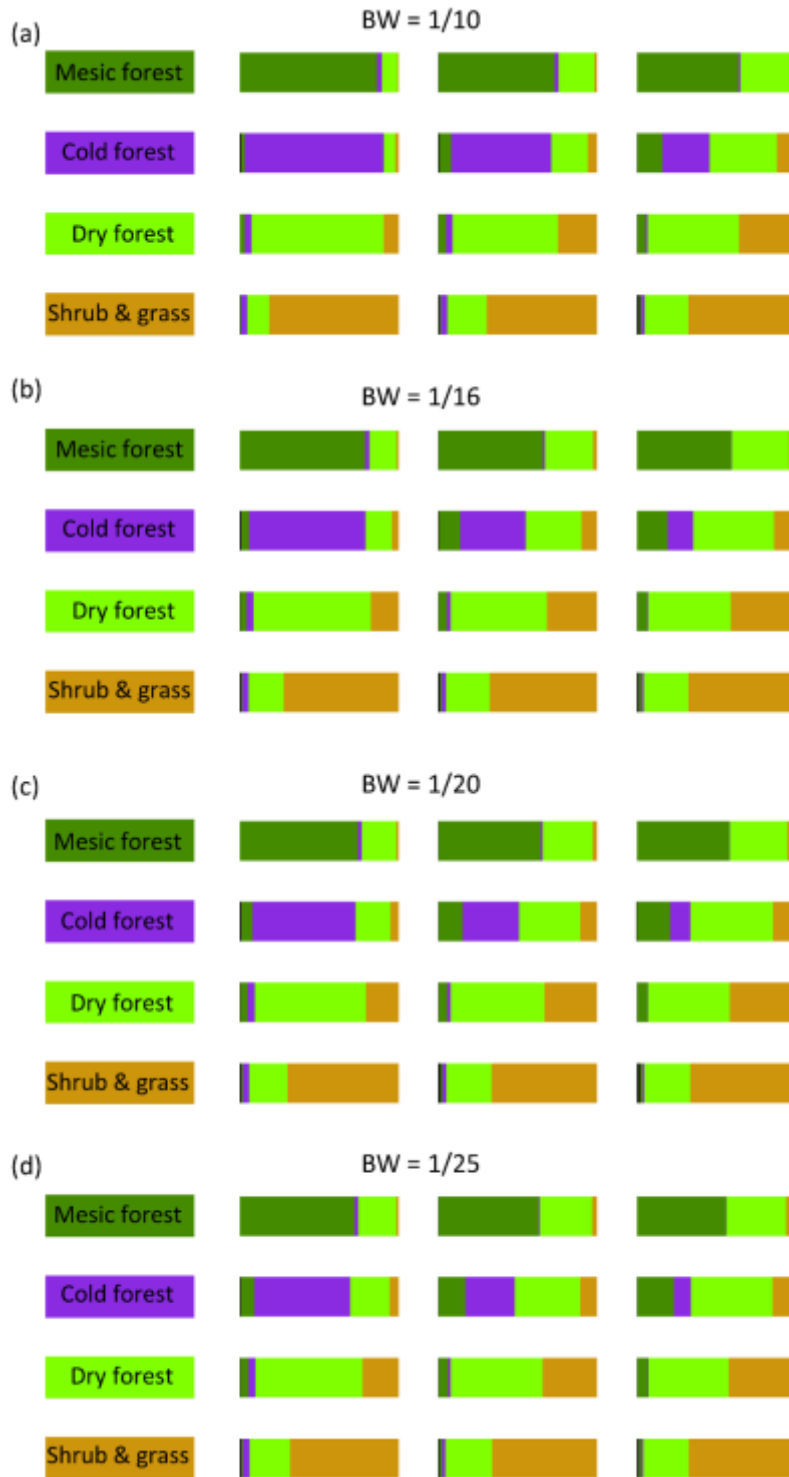 (a)
BW = 1/10
Mesic forest
Cold forest
Dry forest
Shrub & grass
(b)
BW = 1/16
Mesic forest
Cold forest
Dry forest
Shrub & grass
(c)
BW = 1/20
Mesic forest
Cold forest
Dry forest
Shrub & grass
(d)
BW = 1/25
Mesic forest
Cold forest
Dry forest
Shrub & grass